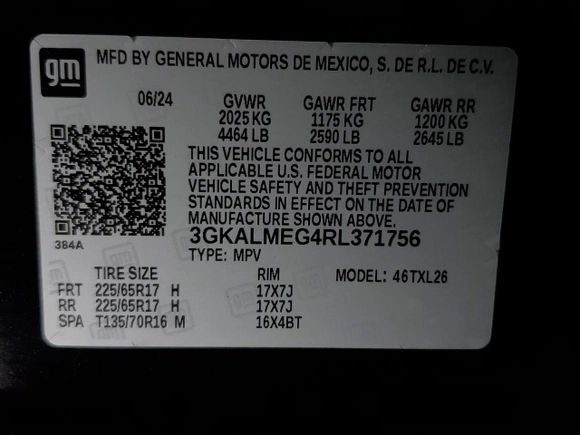 gm
MFD BY GENERAL MOTORS DE MEXICO, S. DE R.L. DE C.V.
06/24 GVWR GAWR FRT GAWR RR
2025 KG 1175 KG 1200 KG
4464 LB 2590 LB 2645 LB
THIS VEHICLE CONFORMS TO ALL
APPLICABLE U.S. FEDERAL MOTOR
VEHICLE SAFETY AND THEFT PREVENTION
STANDARDS IN EFFECT ON THE DATE OF
MANUFACTURE SHOWN ABOVE.
384A
3GKALMEG4RL371756
TYPE: MPV
TIRE SIZE RIM MODEL: 46TXL26
FRT 225/65R17 H 17X7J
RR 225/65R17 H 17X7J
SPA T135/70R16 M 16X4BT